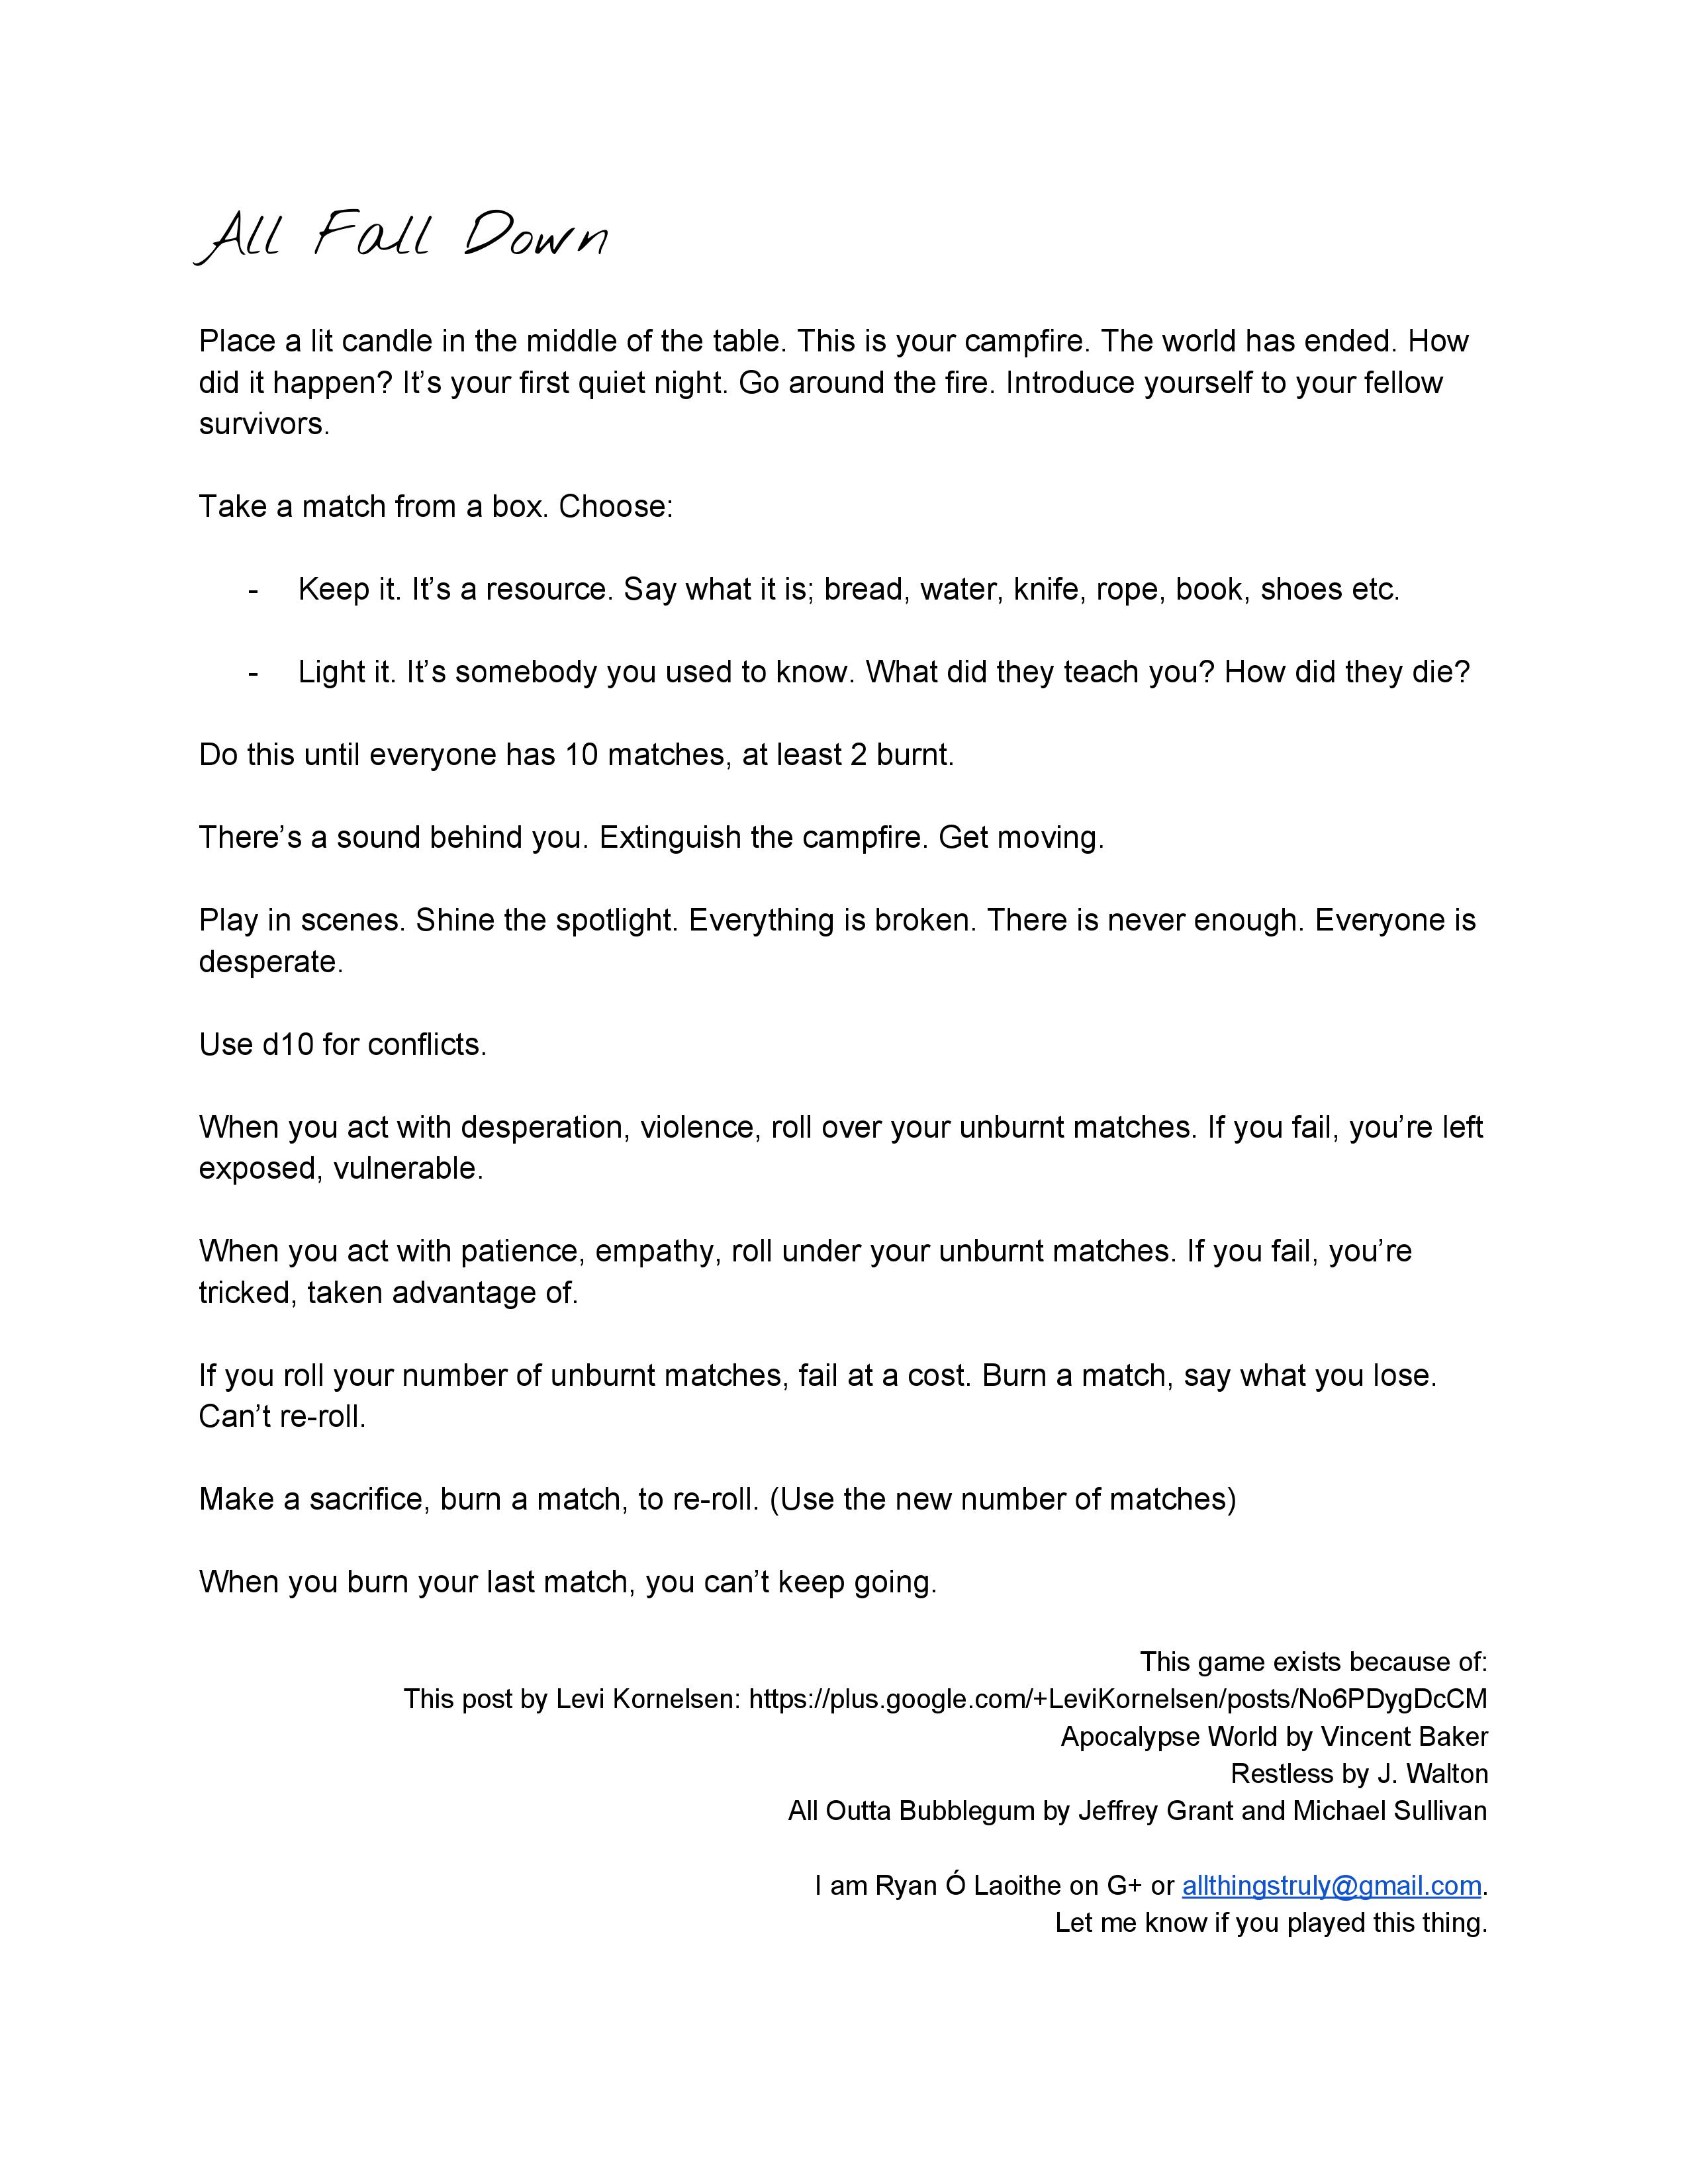 All Fall Down
Place a lit candle in the middle of the table. This is your campfire. The world has ended. How
did it happen? It’s your first quiet night. Go around the fire. Introduce yourself to your fellow
survivors.
Take a match from a box. Choose:
- Keep it. It’s a resource. Say what it is; bread, water, knife, rope, book, shoes etc.
- Light it. It’s somebody you used to know. What did they teach you? How did they die?
Do this until everyone has 10 matches, at least 2 burnt.
There’s a sound behind you. Extinguish the campfire. Get moving.
Play in scenes. Shine the spotlight. Everything is broken. There is never enough. Everyone is
desperate.
Use d10 for conflicts.
When you act with desperation, violence, roll over your unburnt matches. If you fail, you’re left
exposed, vulnerable.
When you act with patience, empathy, roll under your unburnt matches. If you fail, you’re
tricked, taken advantage of.
If you roll your number of unburnt matches, fail at a cost. Burn a match, say what you lose.
Can’t re-roll.
Make a sacrifice, burn a match, to re-roll. (Use the new number of matches)
When you burn your last match, you can’t keep going.
This game exists because of:
This post by Levi Kornelsen: https://plus.google.com/+LeviKornelsen/posts/No6PDygDcCM
Apocalypse World by Vincent Baker
Restless by J. Walton
All Outta Bubblegum by Jeffrey Grant and Michael Sullivan
I am Ryan Ó Laoithe on G+ or allthingstruly@gmail.com.
Let me know if you played this thing.